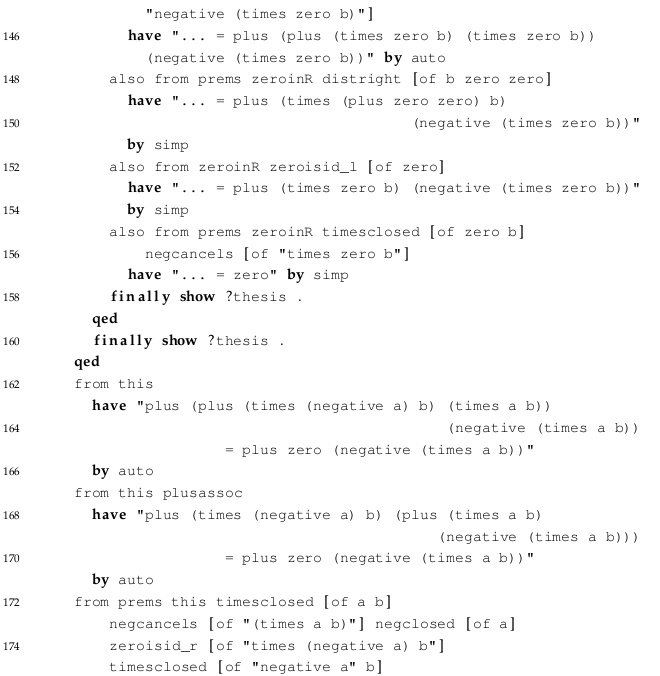 "negative (times zero b)"]
146 have "... = plus (plus (times zero b) (times zero b))
(negative (times zero b))" by auto
148 also from prems zeroinR distright [of b zero zero]
have "... = plus (times (plus zero zero) b)
150 (negative (times zero b))"
by simp
152 also from zeroinR zeroisid_l [of zero]
have "... = plus (times zero b) (negative (times zero b))"
154 by simp
also from prems zeroinR timesclosed [of zero b]
156 negcancels [of "times zero b"]
have "... = zero" by simp
158 finally show ?thesis .
qed
160 finally show ?thesis .
qed
162 from this
have "plus (plus (times (negative a) b) (times a b))
164 (negative (times a b))
= plus zero (negative (times a b))"
166 by auto
from this plusassoc
168 have "plus (times (negative a) b) (plus (times a b)
(negative (times a b)))
170 = plus zero (negative (times a b))"
by auto
172 from prems this timesclosed [of a b]
negcancels [of "(times a b)"] negclosed [of a]
174 zeroisid_r [of "times (negative a) b"]
timesclosed [of "negative a" b]